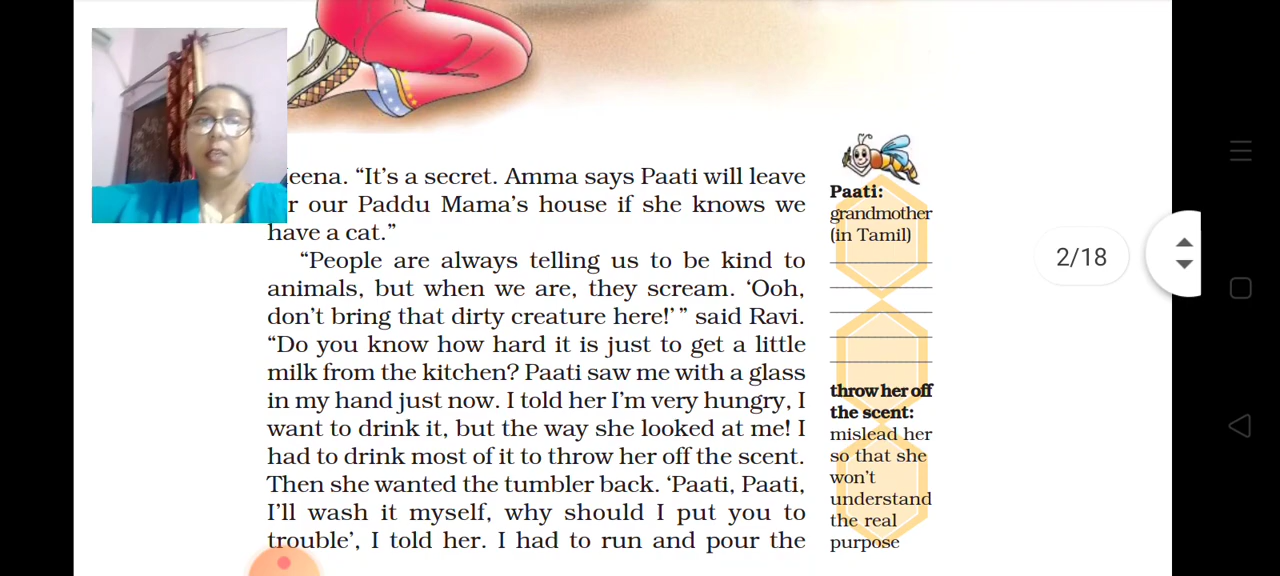 eena. “It’s a secret. Amma says Paati will leave
r our Paddu Mama’s house if she knows we
have a cat.”
“People are always telling us to be kind to
animals, but when we are, they scream. ‘Ooh,
don’t bring that dirty creature here!’ ” said Ravi.
“Do you know how hard it is just to get a little
milk from the kitchen? Paati saw me with a glass
in my hand just now. I told her I’m very hungry, I
want to drink it, but the way she looked at me! I
had to drink most of it to throw her off the scent.
Then she wanted the tumbler back. ‘Paati, Paati,
I’ll wash it myself, why should I put you to
trouble’, I told her. I had to run and pour the
Paati:
grandmother
(in Tamil)
throw her off
the scent:
mislead her
so that she
won’t
understand
the real
purpose
2/18